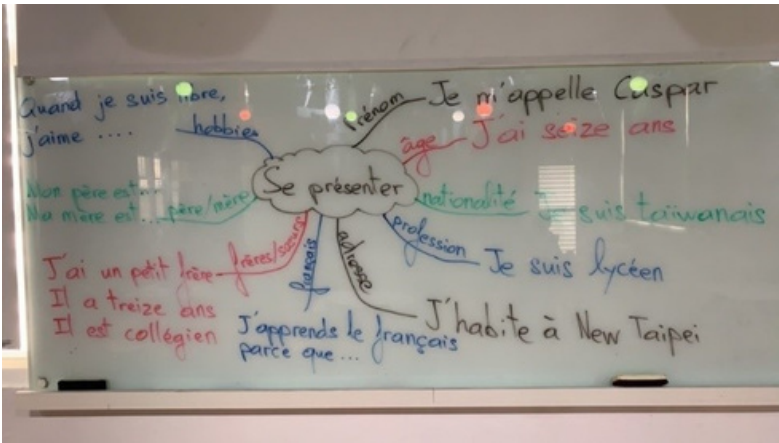 Se présenter
Prénom
Je m'appelle Caspar
âge
J'ai seize ans
nationalité
Je suis taïwanais
profession
Je suis lycéen
adresse
J'habite à New Taipei
français
J'apprends le français
parce que...
frères/sœurs
J'ai un petit frère
Il a treize ans
Il est collégien
père/mère
Mon père est...
Ma mère est...
hobbies
Quand je suis libre,
j'aime ....